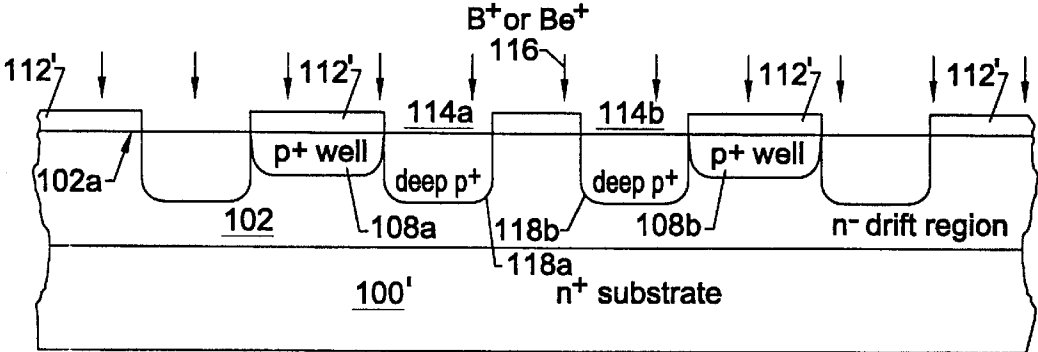 B⁺ or Be⁺
116
112'
112'
112'
112'
114a
114b
p+ well
p+ well
102a
deep p⁺
deep p⁺
102
108a
118b
108b
n⁻ drift region
118a
100'
n⁺ substrate